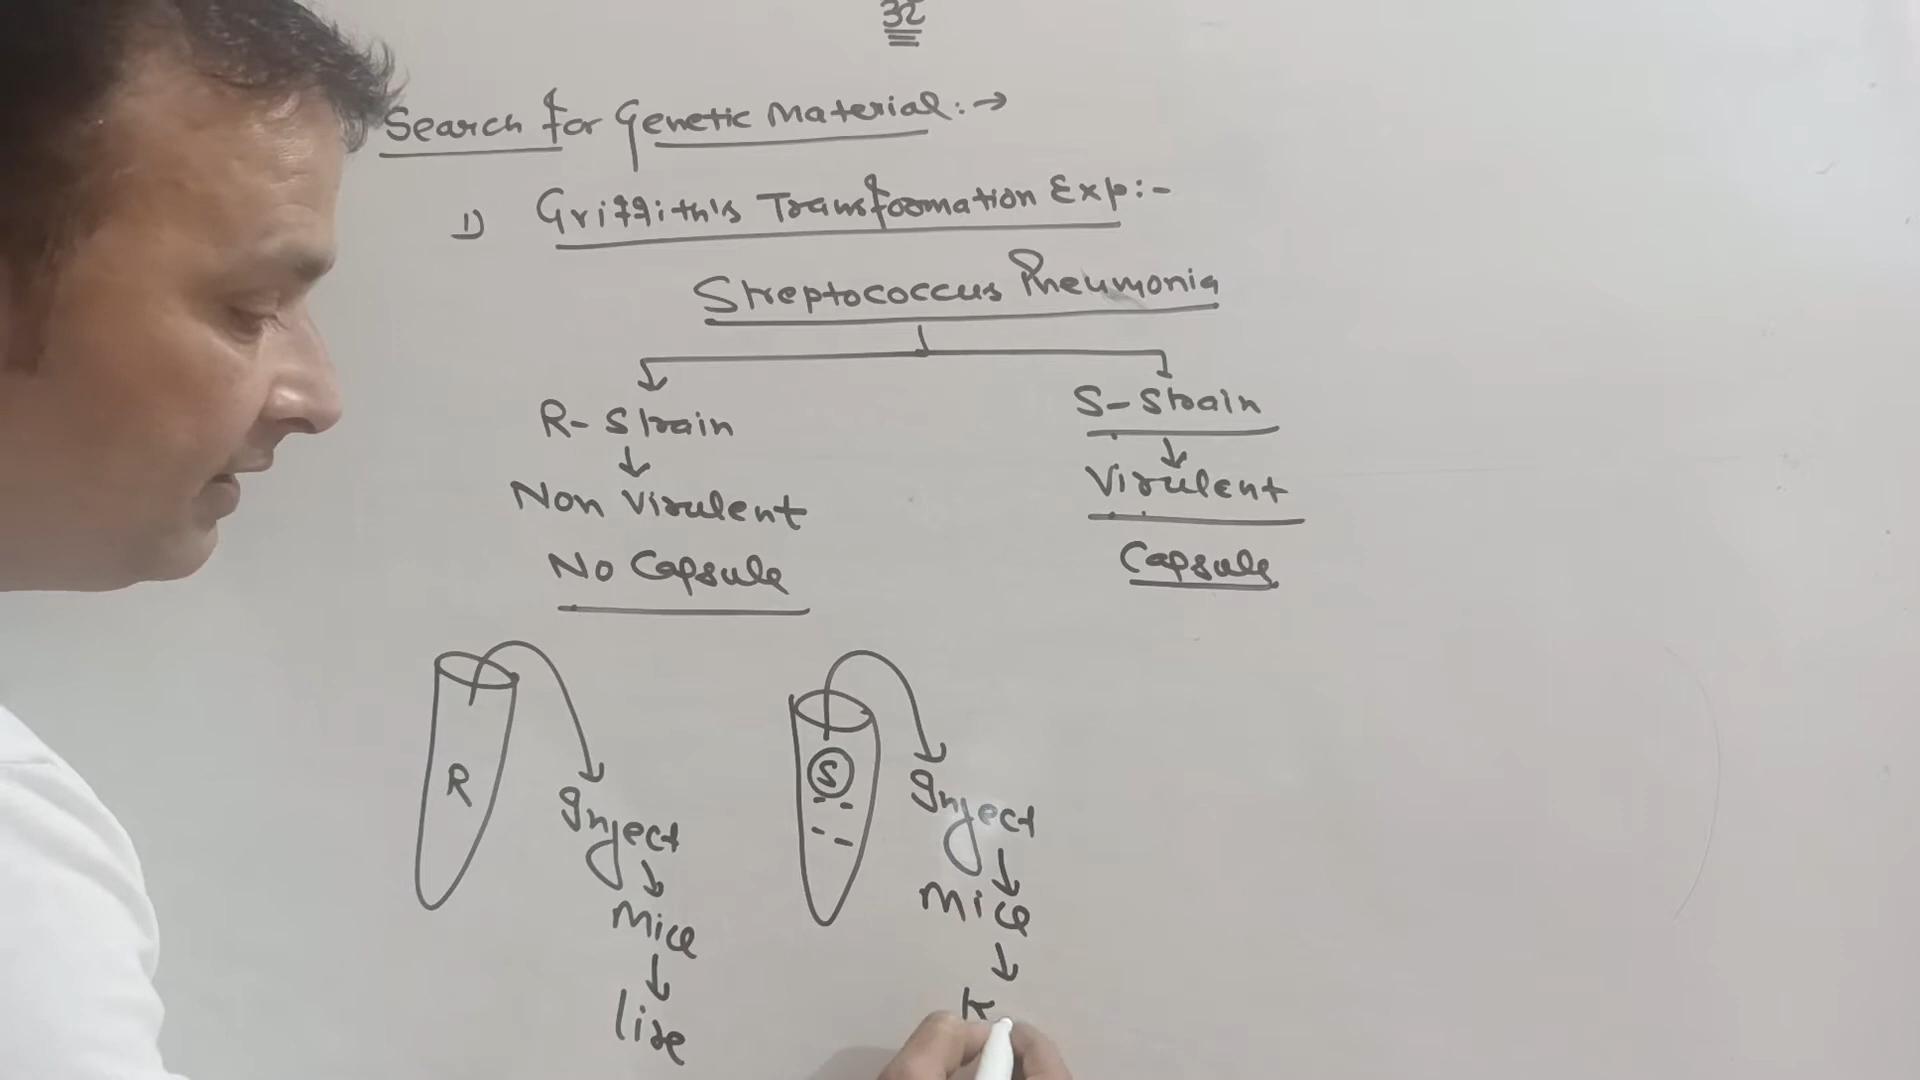 32
Search for Genetic Material:→
1) Griffith's Transformation Exp:-
Streptococcus Pneumonia
R- Strain
S- Strain
Non Virulent
Virulent
No Capsule
Capsule
R
Inject
Mice
live
S
Inject
Mice
K